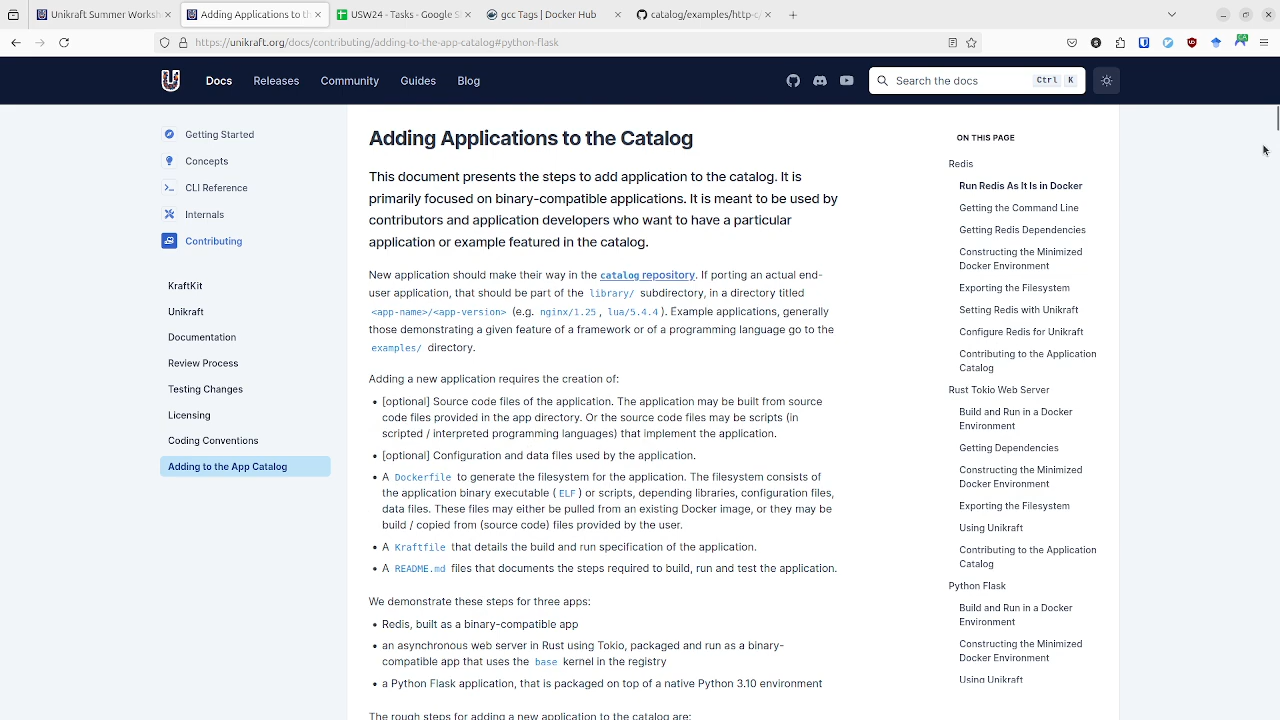 Unikraft Summer Worksh
Adding Applications to the
USW24 - Tasks - Google S
gcc Tags | Docker Hub
catalog/examples/http-c/
https://unikraft.org/docs/contributing/adding-to-the-app-catalog#python-flask
Docs
Releases
Community
Guides
Blog
Search the docs
Ctrl K
Getting Started
Concepts
CLI Reference
Internals
Contributing
KraftKit
Unikraft
Documentation
Review Process
Testing Changes
Licensing
Coding Conventions
Adding to the App Catalog
Adding Applications to the Catalog
This document presents the steps to add application to the catalog. It is
primarily focused on binary-compatible applications. It is meant to be used by
contributors and application developers who want to have a particular
application or example featured in the catalog.
New application should make their way in the catalog repository. If porting an actual end-
user application, that should be part of the library/ subdirectory, in a directory titled
<app-name>/<app-version> (e.g. nginx/1.25, lua/5.4.4). Example applications, generally
those demonstrating a given feature of a framework or of a programming language go to the
examples/ directory.
Adding a new application requires the creation of:
• [optional] Source code files of the application. The application may be built from source
code files provided in the app directory. Or the source code files may be scripts (in
scripted / interpreted programming languages) that implement the application.
• [optional] Configuration and data files used by the application.
• A Dockerfile to generate the filesystem for the application. The filesystem consists of
the application binary executable (ELF) or scripts, depending libraries, configuration files,
data files. These files may either be pulled from an existing Docker image, or they may be
build / copied from (source code) files provided by the user.
• A Kraftfile that details the build and run specification of the application.
• A README.md files that documents the steps required to build, run and test the application.
We demonstrate these steps for three apps:
• Redis, built as a binary-compatible app
• an asynchronous web server in Rust using Tokio, packaged and run as a binary-
compatible app that uses the base kernel in the registry
• a Python Flask application, that is packaged on top of a native Python 3.10 environment
The rough steps for adding a new application to the catalog are:
ON THIS PAGE
Redis
Run Redis As It Is in Docker
Getting the Command Line
Getting Redis Dependencies
Constructing the Minimized
Docker Environment
Exporting the Filesystem
Setting Redis with Unikraft
Configure Redis for Unikraft
Contributing to the Application
Catalog
Rust Tokio Web Server
Build and Run in a Docker
Environment
Getting Dependencies
Constructing the Minimized
Docker Environment
Exporting the Filesystem
Using Unikraft
Contributing to the Application
Catalog
Python Flask
Build and Run in a Docker
Environment
Constructing the Minimized
Docker Environment
Using Unikraft